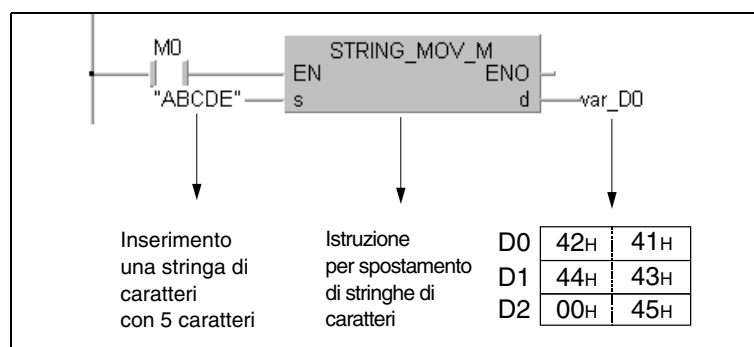 M0
STRING_MOV_M
EN ENO
"ABCDE" s d var_D0
Inserimento
una stringa di
caratteri
con 5 caratteri
Istruzione
per spostamento
di stringhe di
caratteri
D0 42H 41H
D1 44H 43H
D2 00H 45H